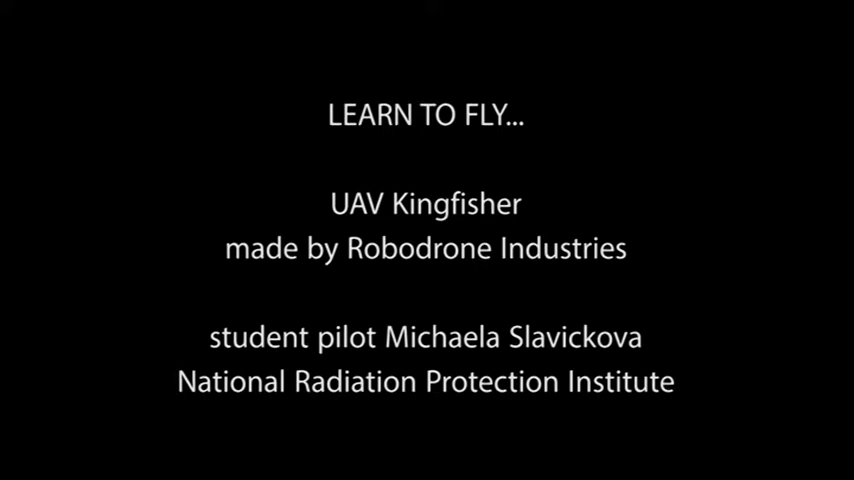 LEARN TO FLY...
UAV Kingfisher
made by Robodrone Industries
student pilot Michaela Slavickova
National Radiation Protection Institute